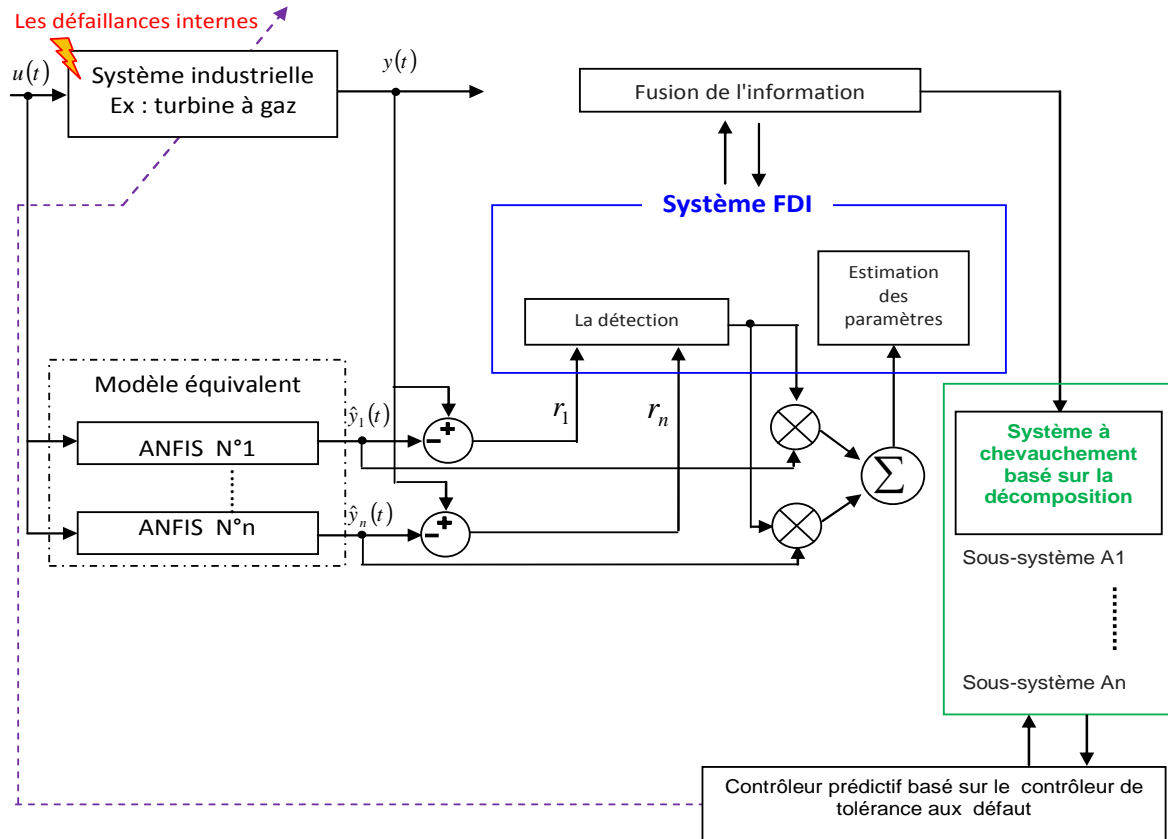 Les défaillances internes
u(t)
Système industrielle
Ex : turbine à gaz
y(t)
Fusion de l'information
Système FDI
Estimation
des
paramètres
La détection
Modèle équivalent
ANFIS N°1
ŷ₁(t)
- +
r₁
rₙ
ANFIS N°n
ŷₙ(t)
- +
Σ
Système à
chevauchement
basé sur la
décomposition
Sous-système A1
Sous-système An
Contrôleur prédictif basé sur le contrôleur de
tolérance aux défaut